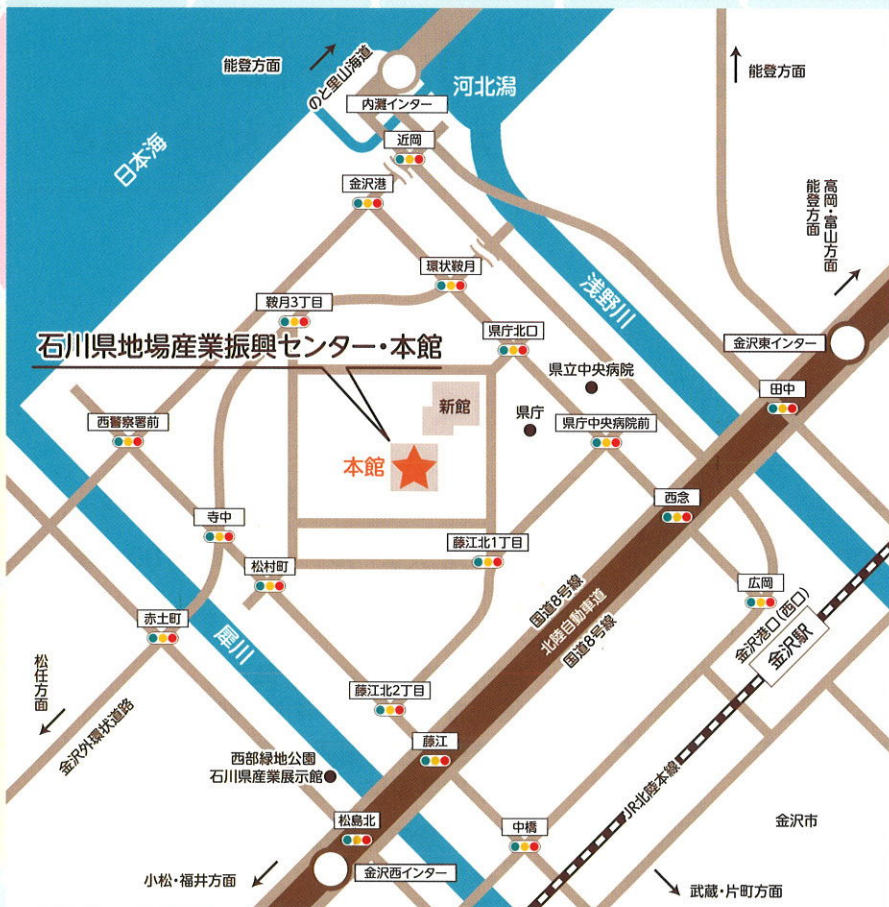 能登方面
のと里山海道
能登方面
河北潟
内灘インター
近岡
日本海
金沢港
高岡・富山方面
能登方面
環状鞍月
浅野川
鞍月3丁目
県庁北口
石川県地場産業振興センター・本館
金沢東インター
県立中央病院
田中
新館
県庁
西警察署前
県庁中央病院前
本館
西念
寺中
藤江北1丁目
松村町
広岡
国道8号線
北陸自動車道
国道8号線
金沢港口(西口)
金沢駅
赤土町
犀川
松任方面
金沢外環状道路
藤江北2丁目
藤江
西部緑地公園
石川県産業展示館
JR北陸本線
松島北
中橋
金沢市
金沢西インター
小松・福井方面
武蔵・片町方面